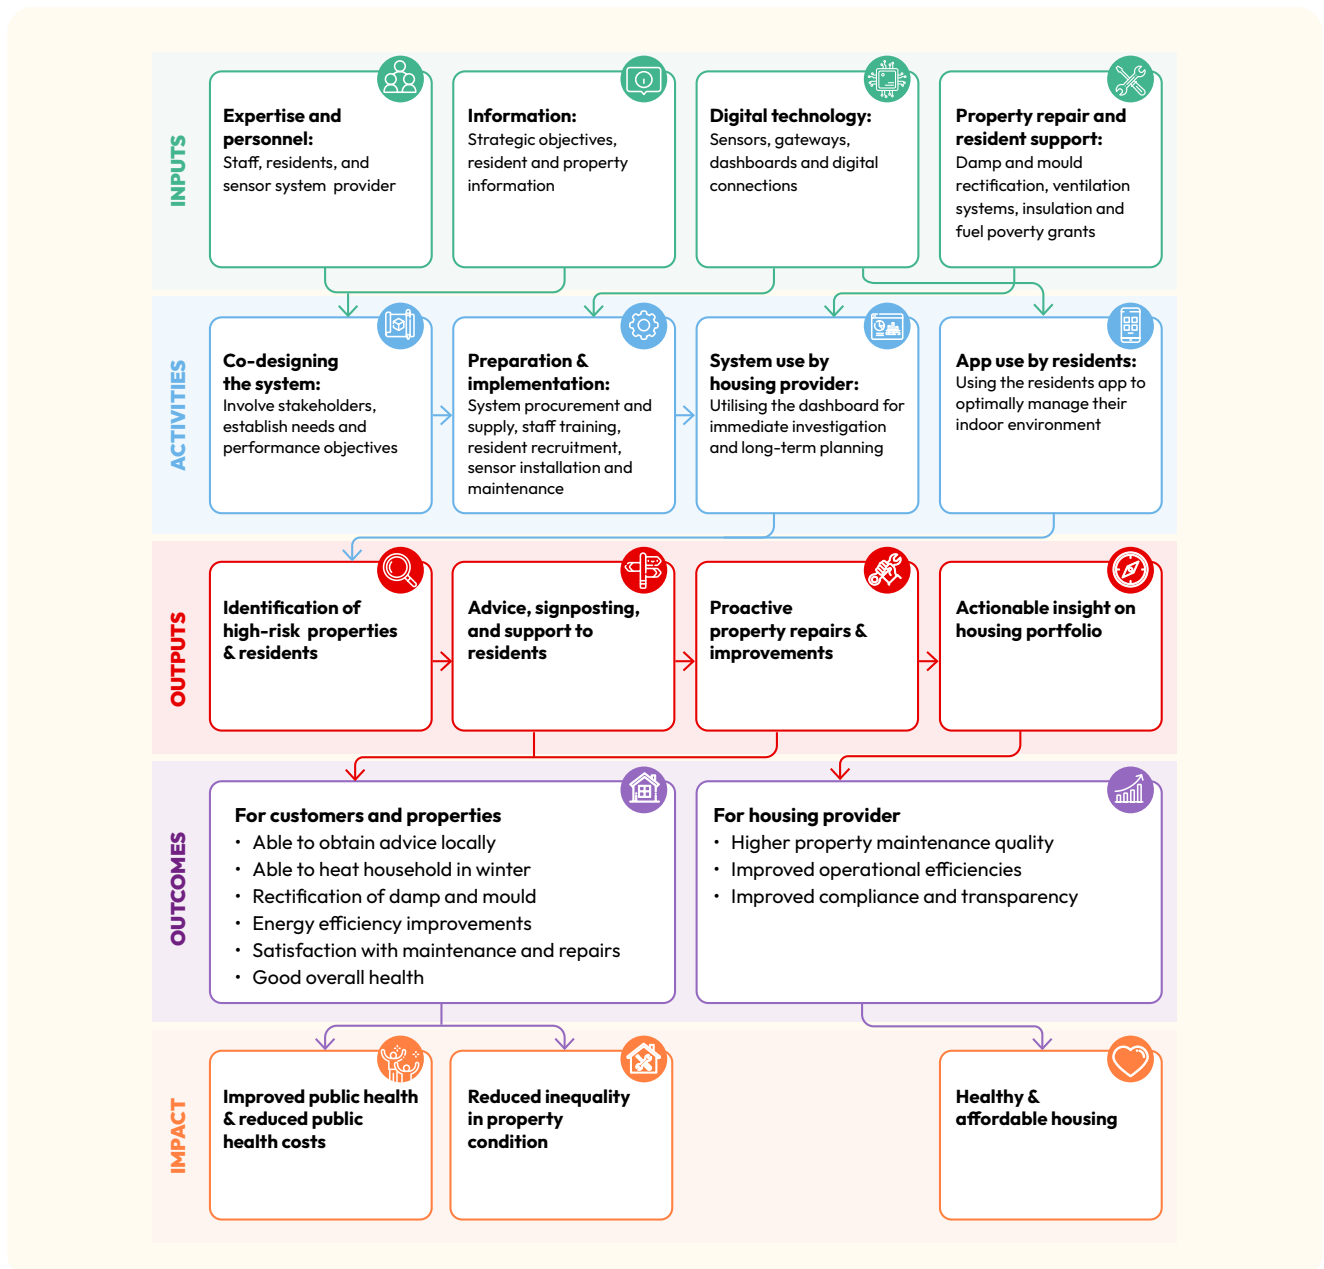 INPUTS
Expertise and
personnel:
Staff, residents, and
sensor system  provider
Information:
Strategic objectives,
resident and property
information
Digital technology:
Sensors, gateways,
dashboards and digital
connections
Property repair and
resident support:
Damp and mould
rectification, ventilation
systems, insulation and
fuel poverty grants
ACTIVITIES
Co-designing
the system:
Involve stakeholders,
establish needs and
performance objectives
Preparation &
implementation:
System procurement and
supply, staff training,
resident recruitment,
sensor installation and
maintenance
System use by
housing provider:
Utilising the dashboard for
immediate investigation
and long-term planning
App use by residents:
Using the residents app to
optimally manage their
indoor environment
OUTPUTS
Identification of
high-risk  properties
& residents
Advice, signposting,
and support to
residents
Proactive
property repairs &
improvements
Actionable insight on
housing portfolio
OUTCOMES
For customers and properties
• Able to obtain advice locally
• Able to heat household in winter
• Rectification of damp and mould
• Energy efficiency improvements
• Satisfaction with maintenance and repairs
• Good overall health
For housing provider
• Higher property maintenance quality
• Improved operational efficiencies
• Improved compliance and transparency
IMPACT
Improved public health
& reduced public
health costs
Reduced inequality
in property
condition
Healthy &
affordable housing